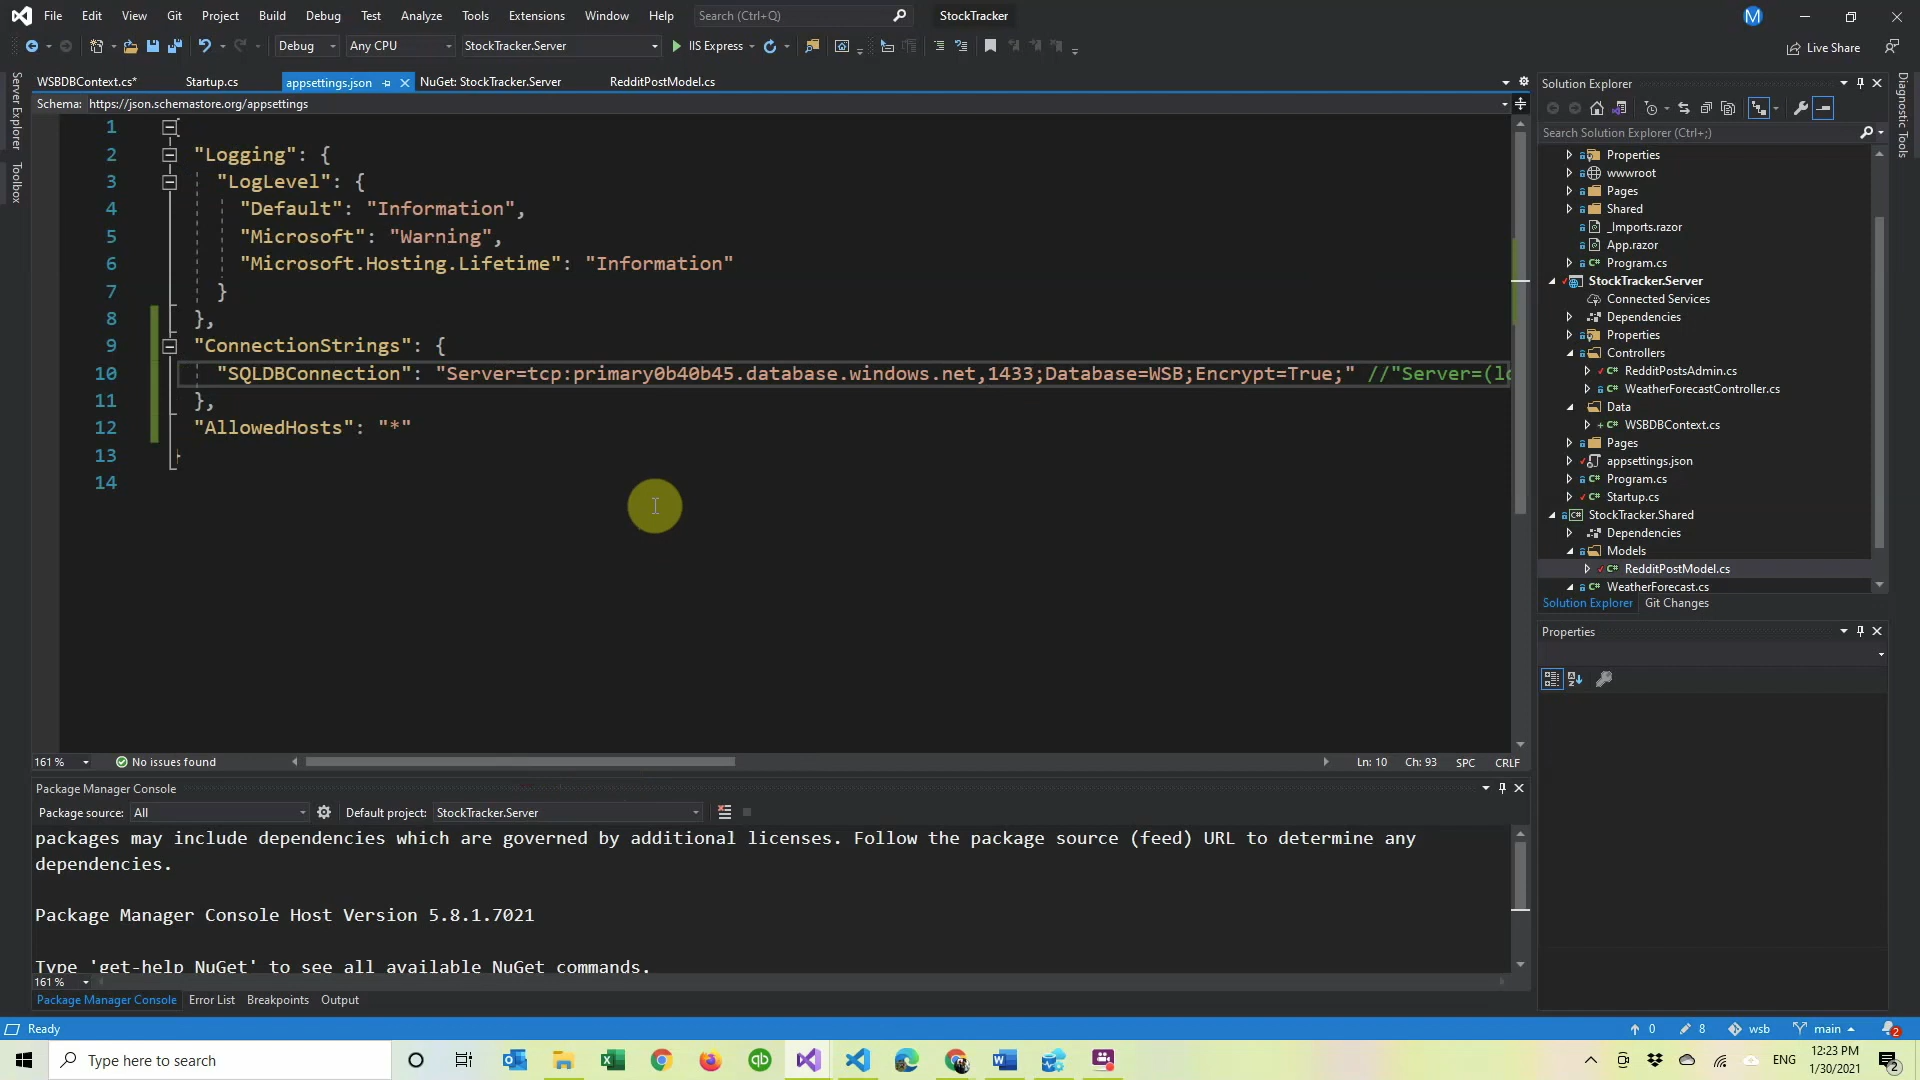 File Edit View Git Project Build Debug Test Analyze Tools Extensions Window Help Search (Ctrl+Q) StockTracker M
Debug Any CPU StockTracker.Server IIS Express Live Share
WSBDBContext.cs* Startup.cs appsettings.json NuGet: StockTracker.Server RedditPostModel.cs
Schema: https://json.schemastore.org/appsettings
Server Explorer
Toolbox
1 {
2 "Logging": {
3 "LogLevel": {
4 "Default": "Information",
5 "Microsoft": "Warning",
6 "Microsoft.Hosting.Lifetime": "Information"
7 }
8 },
9 "ConnectionStrings": {
10 "SQLDBConnection": "Server=tcp:primary0b40b45.database.windows.net,1433;Database=WSB;Encrypt=True;" //"Server=(lo
11 },
12 "AllowedHosts": "*"
13 }
14
161 % No issues found Ln: 10 Ch: 93 SPC CRLF
Solution Explorer
Search Solution Explorer (Ctrl+;)
Properties
wwwroot
Pages
Shared
_Imports.razor
App.razor
Program.cs
StockTracker.Server
Connected Services
Dependencies
Properties
Controllers
RedditPostsAdmin.cs
WeatherForecastController.cs
Data
WSBDBContext.cs
Pages
appsettings.json
Program.cs
Startup.cs
StockTracker.Shared
Dependencies
Models
RedditPostModel.cs
WeatherForecast.cs
Solution Explorer Git Changes
Properties
Diagnostic Tools
Package Manager Console
Package source: All Default project: StockTracker.Server
packages may include dependencies which are governed by additional licenses. Follow the package source (feed) URL to determine any
dependencies.
Package Manager Console Host Version 5.8.1.7021
Type 'get-help NuGet' to see all available NuGet commands.
161 %
Package Manager Console Error List Breakpoints Output
Ready 0 8 wsb main 2
Type here to search ENG 12:23 PM
1/30/2021 2